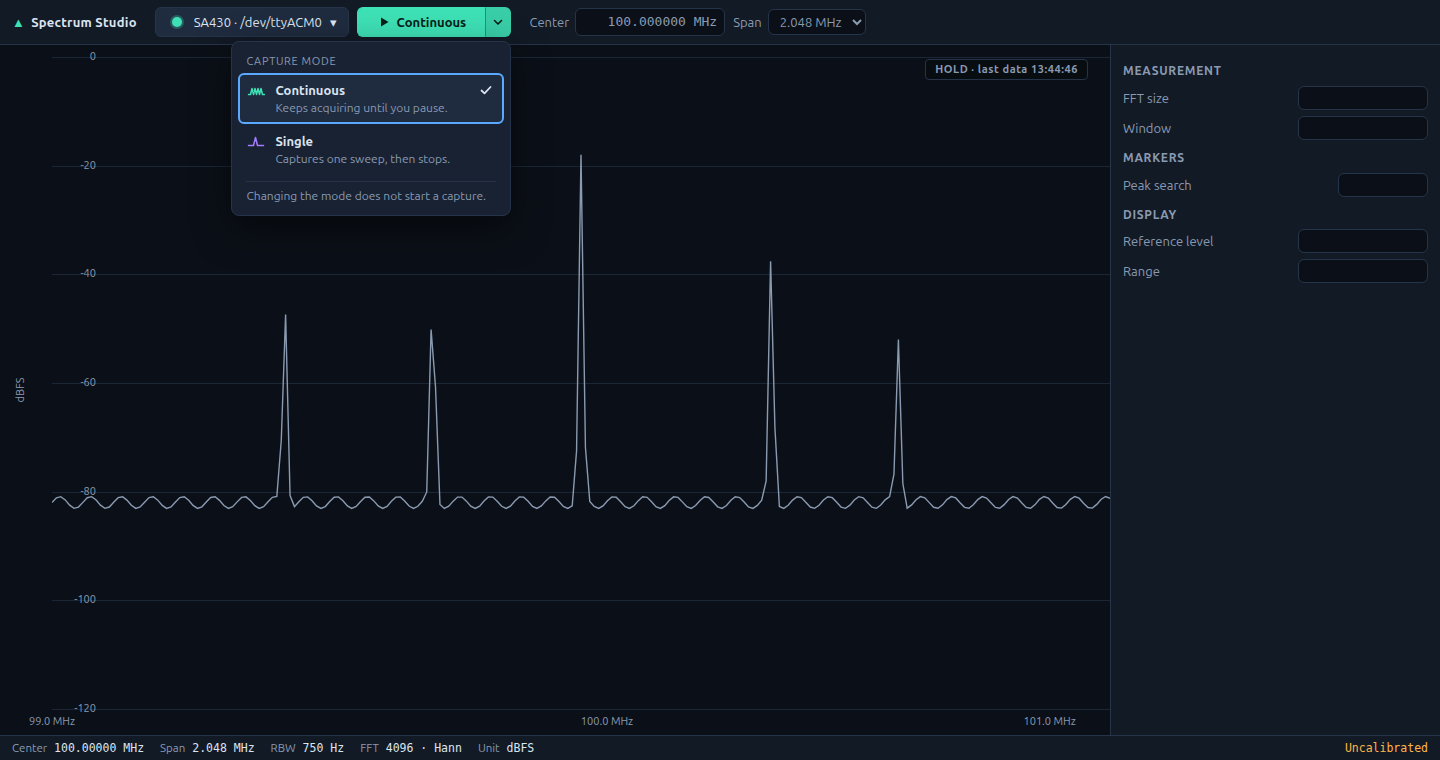 ▲ Spectrum Studio
SA430 · /dev/ttyACM0 ▾
Continuous
Center 100.000000 MHz
Span 2.048 MHz
CAPTURE MODE
Continuous
Keeps acquiring until you pause.
Single
Captures one sweep, then stops.
Changing the mode does not start a capture.
HOLD · last data 13:44:46
0
-20
-40
-60
-80
-100
-120
dBFS
99.0 MHz
100.0 MHz
101.0 MHz
MEASUREMENT
FFT size
Window
MARKERS
Peak search
DISPLAY
Reference level
Range
Center 100.00000 MHz Span 2.048 MHz RBW 750 Hz FFT 4096 · Hann Unit dBFS
Uncalibrated